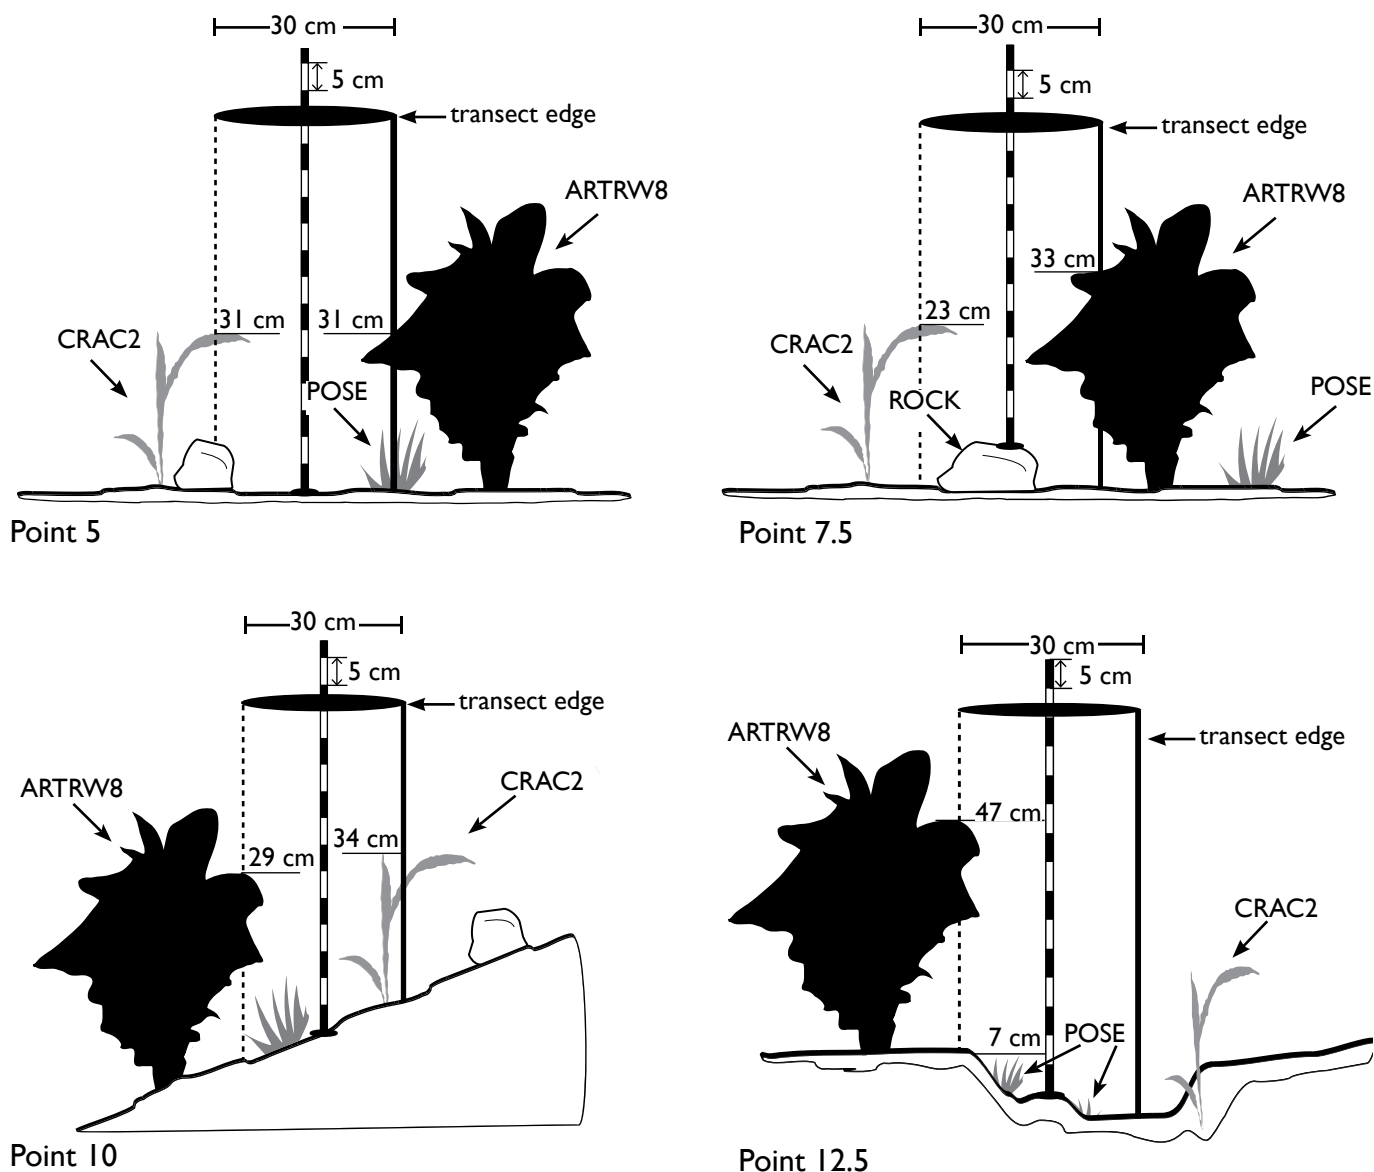 30 cm
5 cm
transect edge
ARTRW8
31 cm
31 cm
CRAC2
POSE
Point 5
30 cm
5 cm
transect edge
ARTRW8
33 cm
23 cm
CRAC2
ROCK
POSE
Point 7.5
30 cm
5 cm
transect edge
ARTRW8
CRAC2
34 cm
29 cm
Point 10
30 cm
5 cm
ARTRW8
transect edge
47 cm
CRAC2
7 cm
POSE
Point 12.5